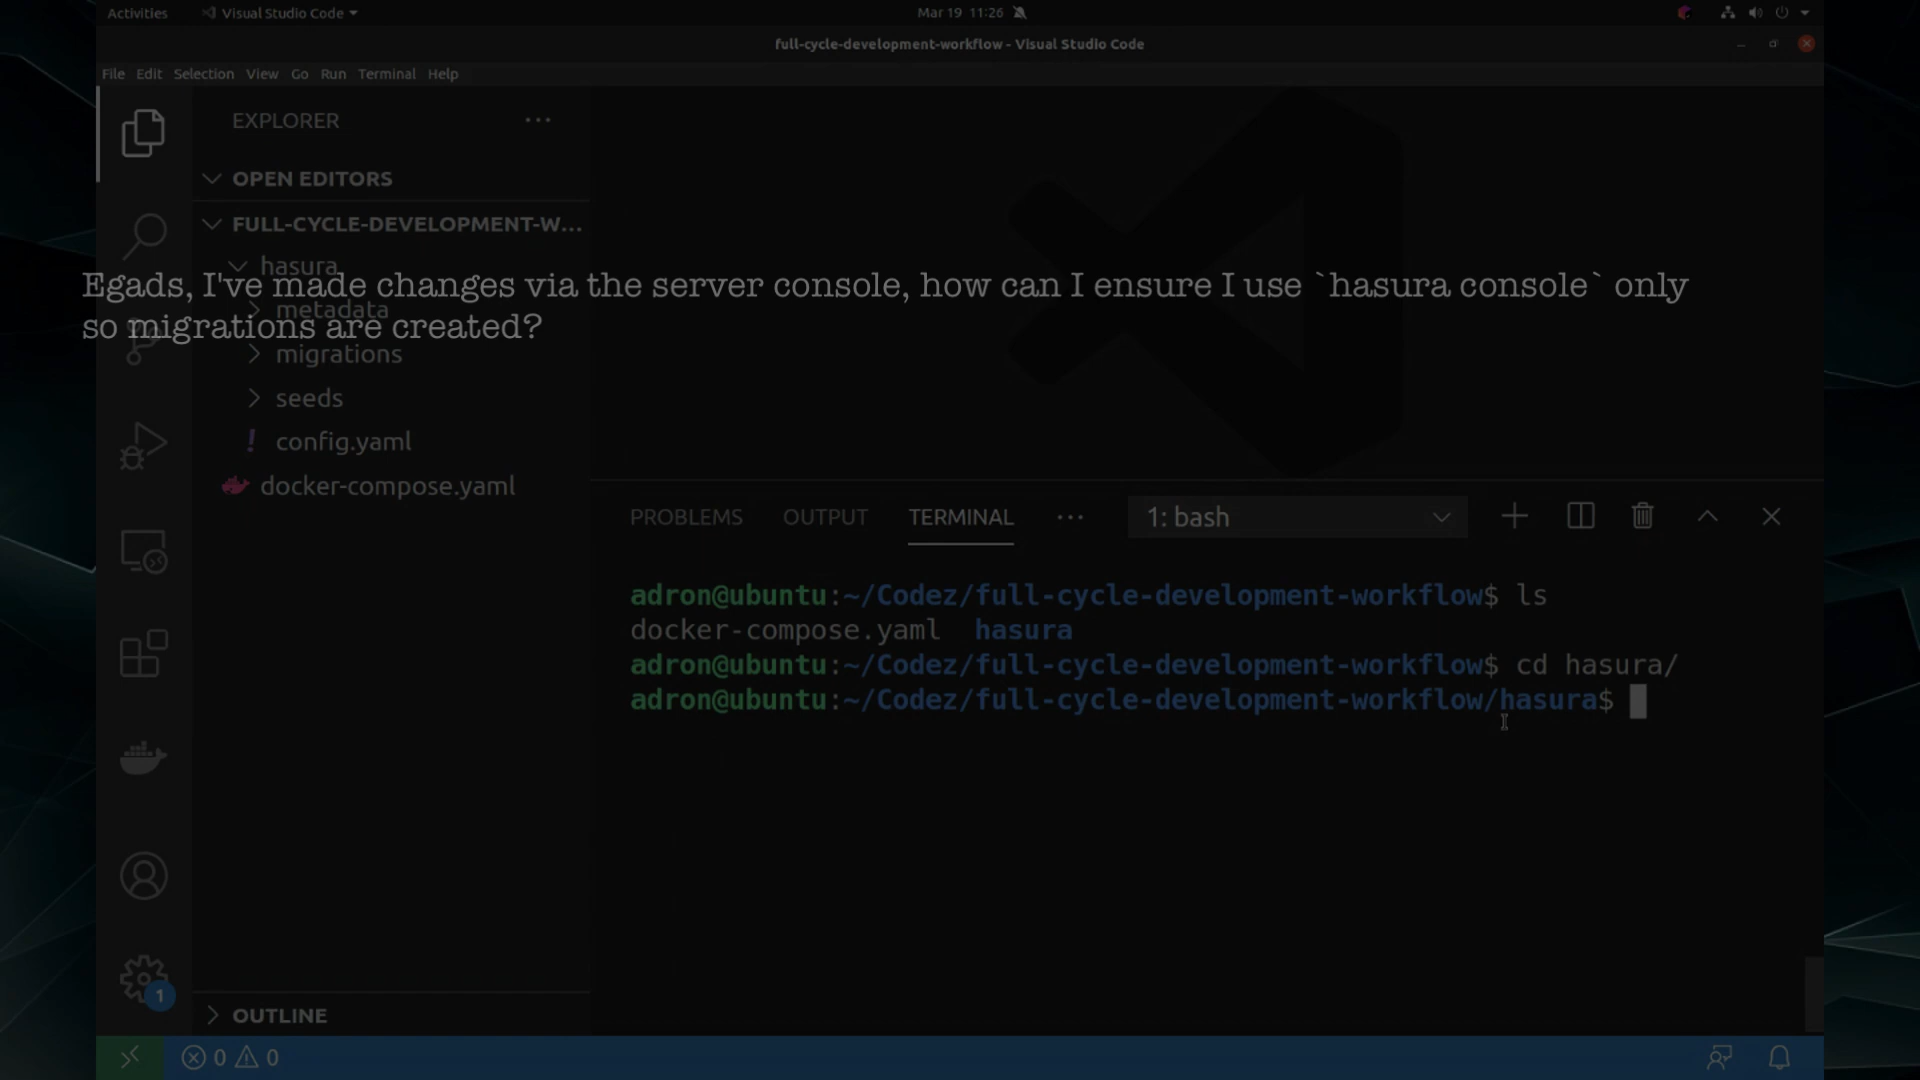 Activities
Visual Studio Code
Mar 19 11:26
full-cycle-development-workflow - Visual Studio Code
File Edit Selection View Go Run Terminal Help
EXPLORER
OPEN EDITORS
FULL-CYCLE-DEVELOPMENT-W...
hasura
Egads, I've made changes via the server console, how can I ensure I use `hasura console` only
so migrations are created?
metadata
migrations
seeds
! config.yaml
docker-compose.yaml
PROBLEMS OUTPUT TERMINAL ... 1: bash
adron@ubuntu:~/Codez/full-cycle-development-workflow$ ls
docker-compose.yaml hasura
adron@ubuntu:~/Codez/full-cycle-development-workflow$ cd hasura/
adron@ubuntu:~/Codez/full-cycle-development-workflow/hasura$
1
OUTLINE
0 0